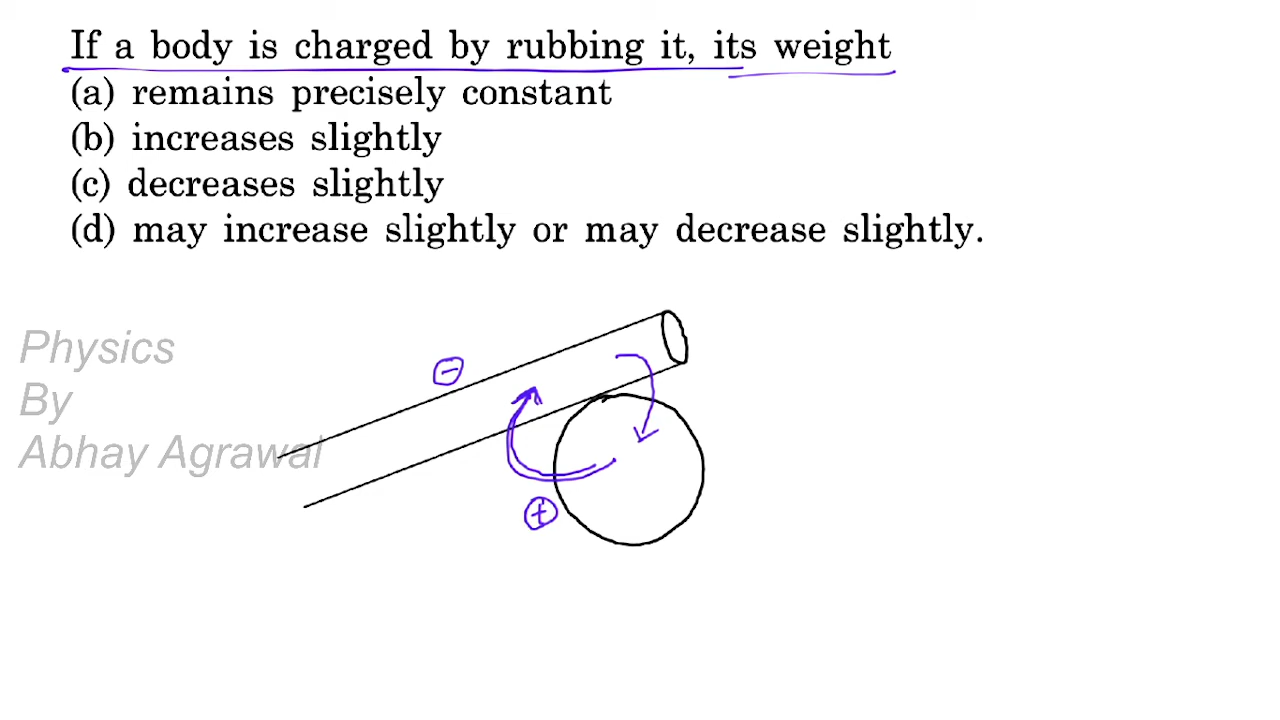 If a body is charged by rubbing it, its weight
(a) remains precisely constant
(b) increases slightly
(c) decreases slightly
(d) may increase slightly or may decrease slightly.
Physics
By
Abhay Agrawal
−
+